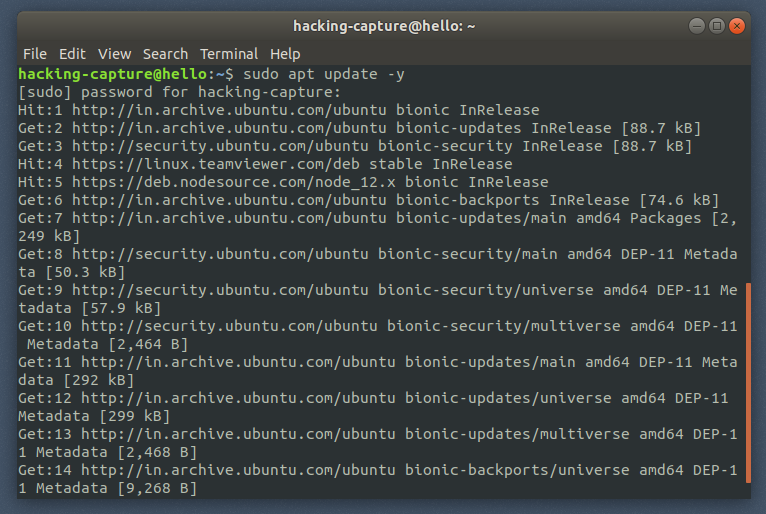 hacking-capture@hello: ~
File Edit View Search Terminal Help
hacking-capture@hello:~$ sudo apt update -y
[sudo] password for hacking-capture:
Hit:1 http://in.archive.ubuntu.com/ubuntu bionic InRelease
Get:2 http://in.archive.ubuntu.com/ubuntu bionic-updates InRelease [88.7 kB]
Get:3 http://security.ubuntu.com/ubuntu bionic-security InRelease [88.7 kB]
Hit:4 https://linux.teamviewer.com/deb stable InRelease
Hit:5 https://deb.nodesource.com/node_12.x bionic InRelease
Get:6 http://in.archive.ubuntu.com/ubuntu bionic-backports InRelease [74.6 kB]
Get:7 http://in.archive.ubuntu.com/ubuntu bionic-updates/main amd64 Packages [2,
249 kB]
Get:8 http://security.ubuntu.com/ubuntu bionic-security/main amd64 DEP-11 Metada
ta [50.3 kB]
Get:9 http://security.ubuntu.com/ubuntu bionic-security/universe amd64 DEP-11 Me
tadata [57.9 kB]
Get:10 http://security.ubuntu.com/ubuntu bionic-security/multiverse amd64 DEP-11
 Metadata [2,464 B]
Get:11 http://in.archive.ubuntu.com/ubuntu bionic-updates/main amd64 DEP-11 Meta
data [292 kB]
Get:12 http://in.archive.ubuntu.com/ubuntu bionic-updates/universe amd64 DEP-11
Metadata [299 kB]
Get:13 http://in.archive.ubuntu.com/ubuntu bionic-updates/multiverse amd64 DEP-1
1 Metadata [2,468 B]
Get:14 http://in.archive.ubuntu.com/ubuntu bionic-backports/universe amd64 DEP-1
1 Metadata [9,268 B]